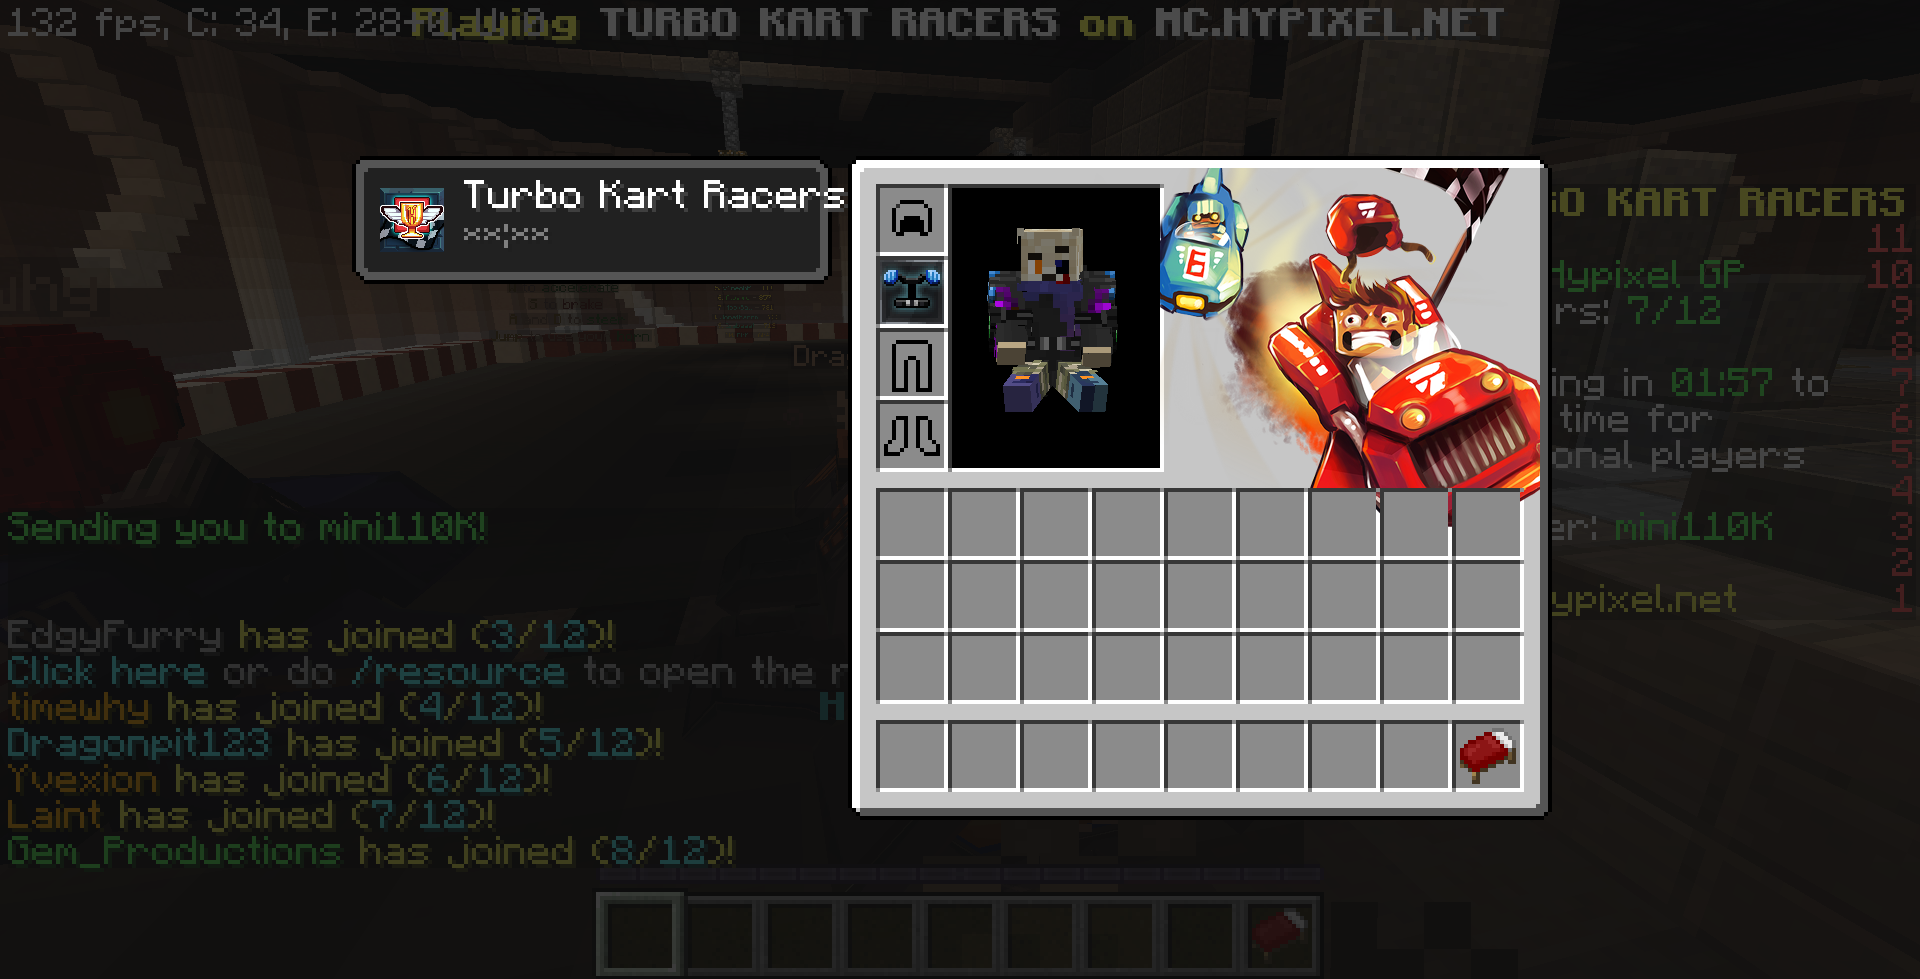 132 fps, C: 34, E: 28
Playing TURBO KART RACERS on MC.HYPIXEL.NET
Turbo Kart Racers
××:××
6
O KART RACERS
11
Hypixel GP 10
rs: 7/12 9
8
ing in 01:57 to 7
time for 6
onal players 5
4
er: mini110K 3
2
ypixel.net 1
why
Dra
Sending you to mini110K!
EdgyFurry has joined (3/12)!
Click here or do /resource to open the r
timewhy has joined (4/12)!
H
Dragonpit123 has joined (5/12)!
Yvexion has joined (6/12)!
Laint has joined (7/12)!
Gem_Productions has joined (8/12)!